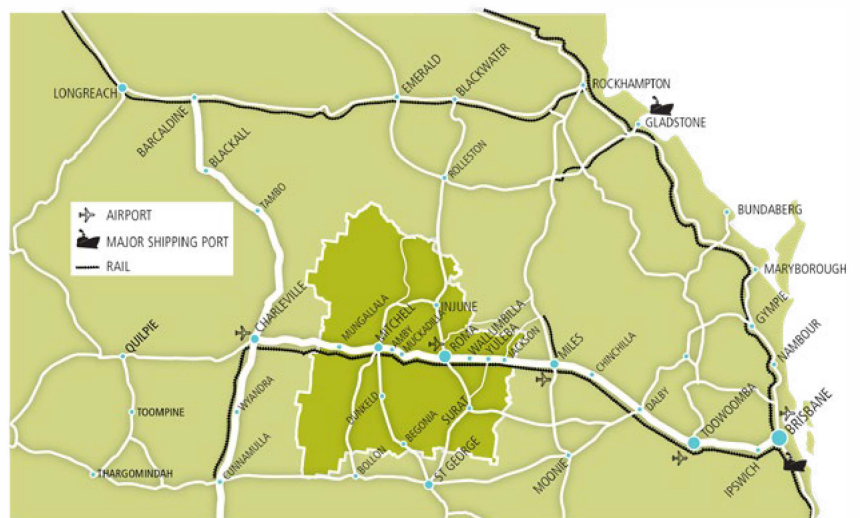 LONGREACH
BARCALDINE
BLACKALL
TAMBO
EMERALD
BLACKWATER
ROLLESTON
ROCKHAMPTON
GLADSTONE
BUNDABERG
MARYBOROUGH
GYMPIE
NAMBOUR
AIRPORT
MAJOR SHIPPING PORT
RAIL
CHARLEVILLE
MUNGALLALA
MITCHELL
AMBY
MUCKADILLA
INJUNE
ROMA
WALLUMBILLA
YULEBA
JACKSON
MILES
CHINCHILLA
DALBY
TOOWOOMBA
IPSWICH
BRISBANE
QUILPIE
TOOMPINE
THARGOMINDAH
WYANDRA
CUNNAMULLA
DUNKELD
BEGONIA
SURAT
BOLLON
ST GEORGE
MOONIE